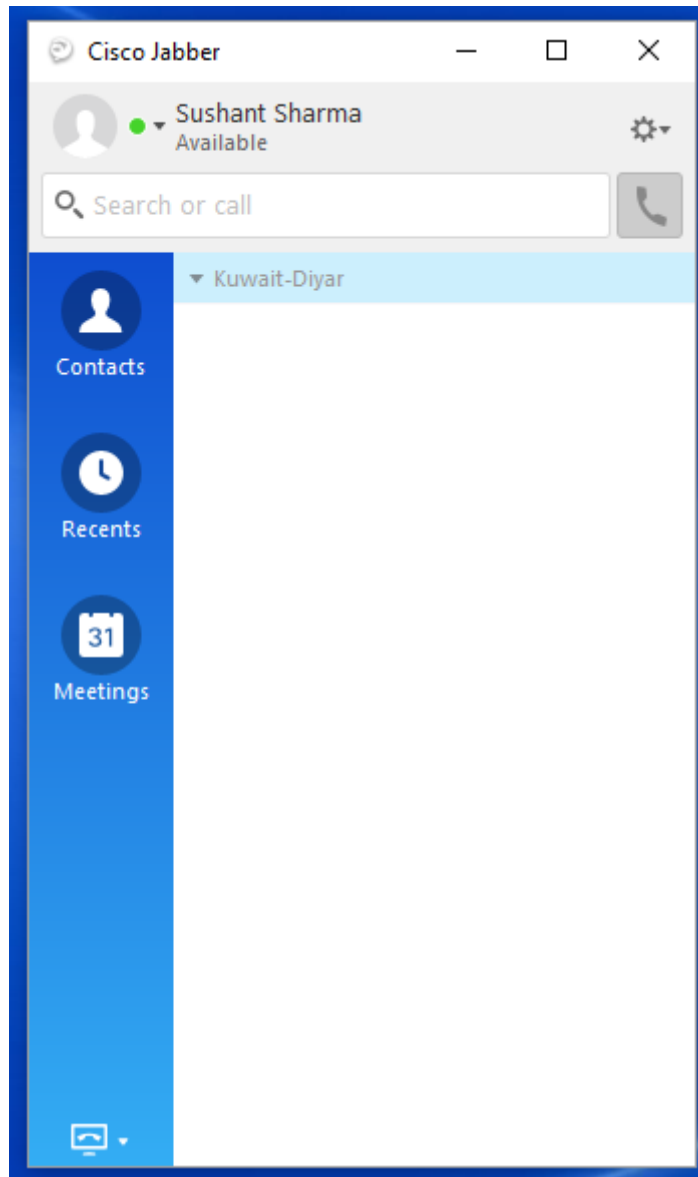 Cisco Jabber
Sushant Sharma
Available
Search or call
Kuwait-Diyar
Contacts
Recents
31
Meetings